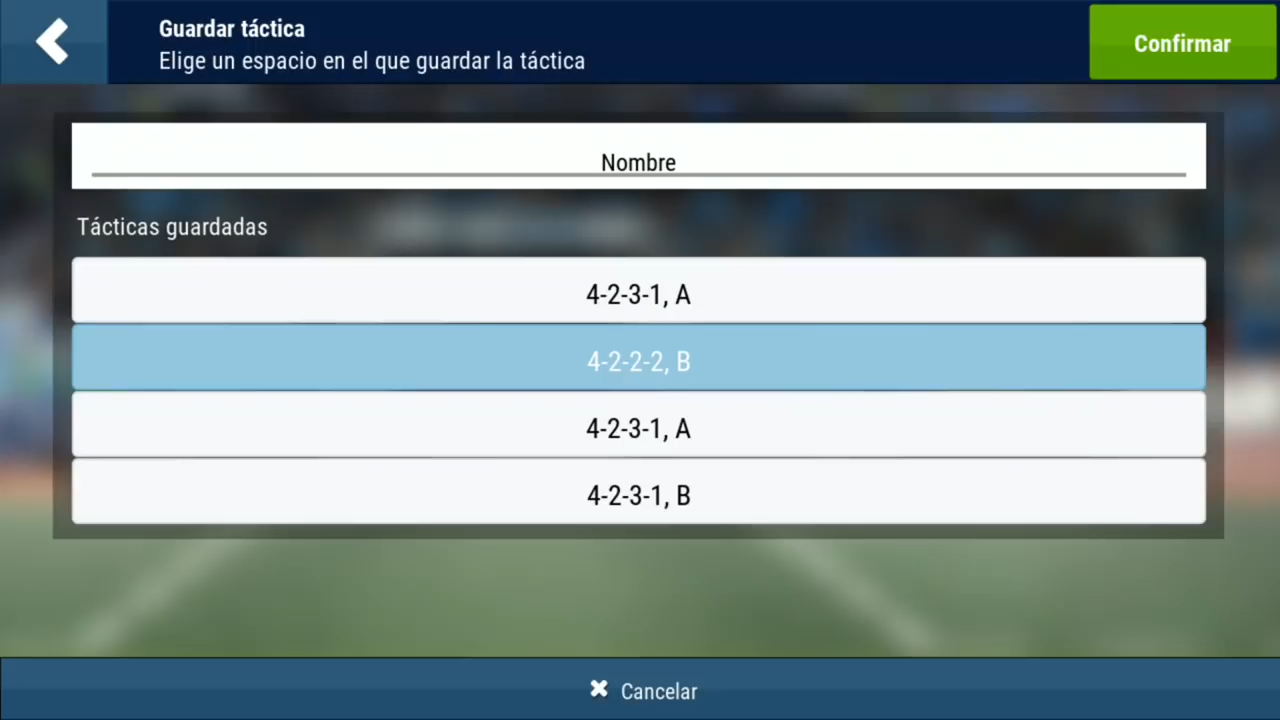 Guardar táctica
Elige un espacio en el que guardar la táctica
Confirmar
Nombre
Tácticas guardadas
4-2-3-1, A
4-2-2-2, B
4-2-3-1, A
4-2-3-1, B
Cancelar